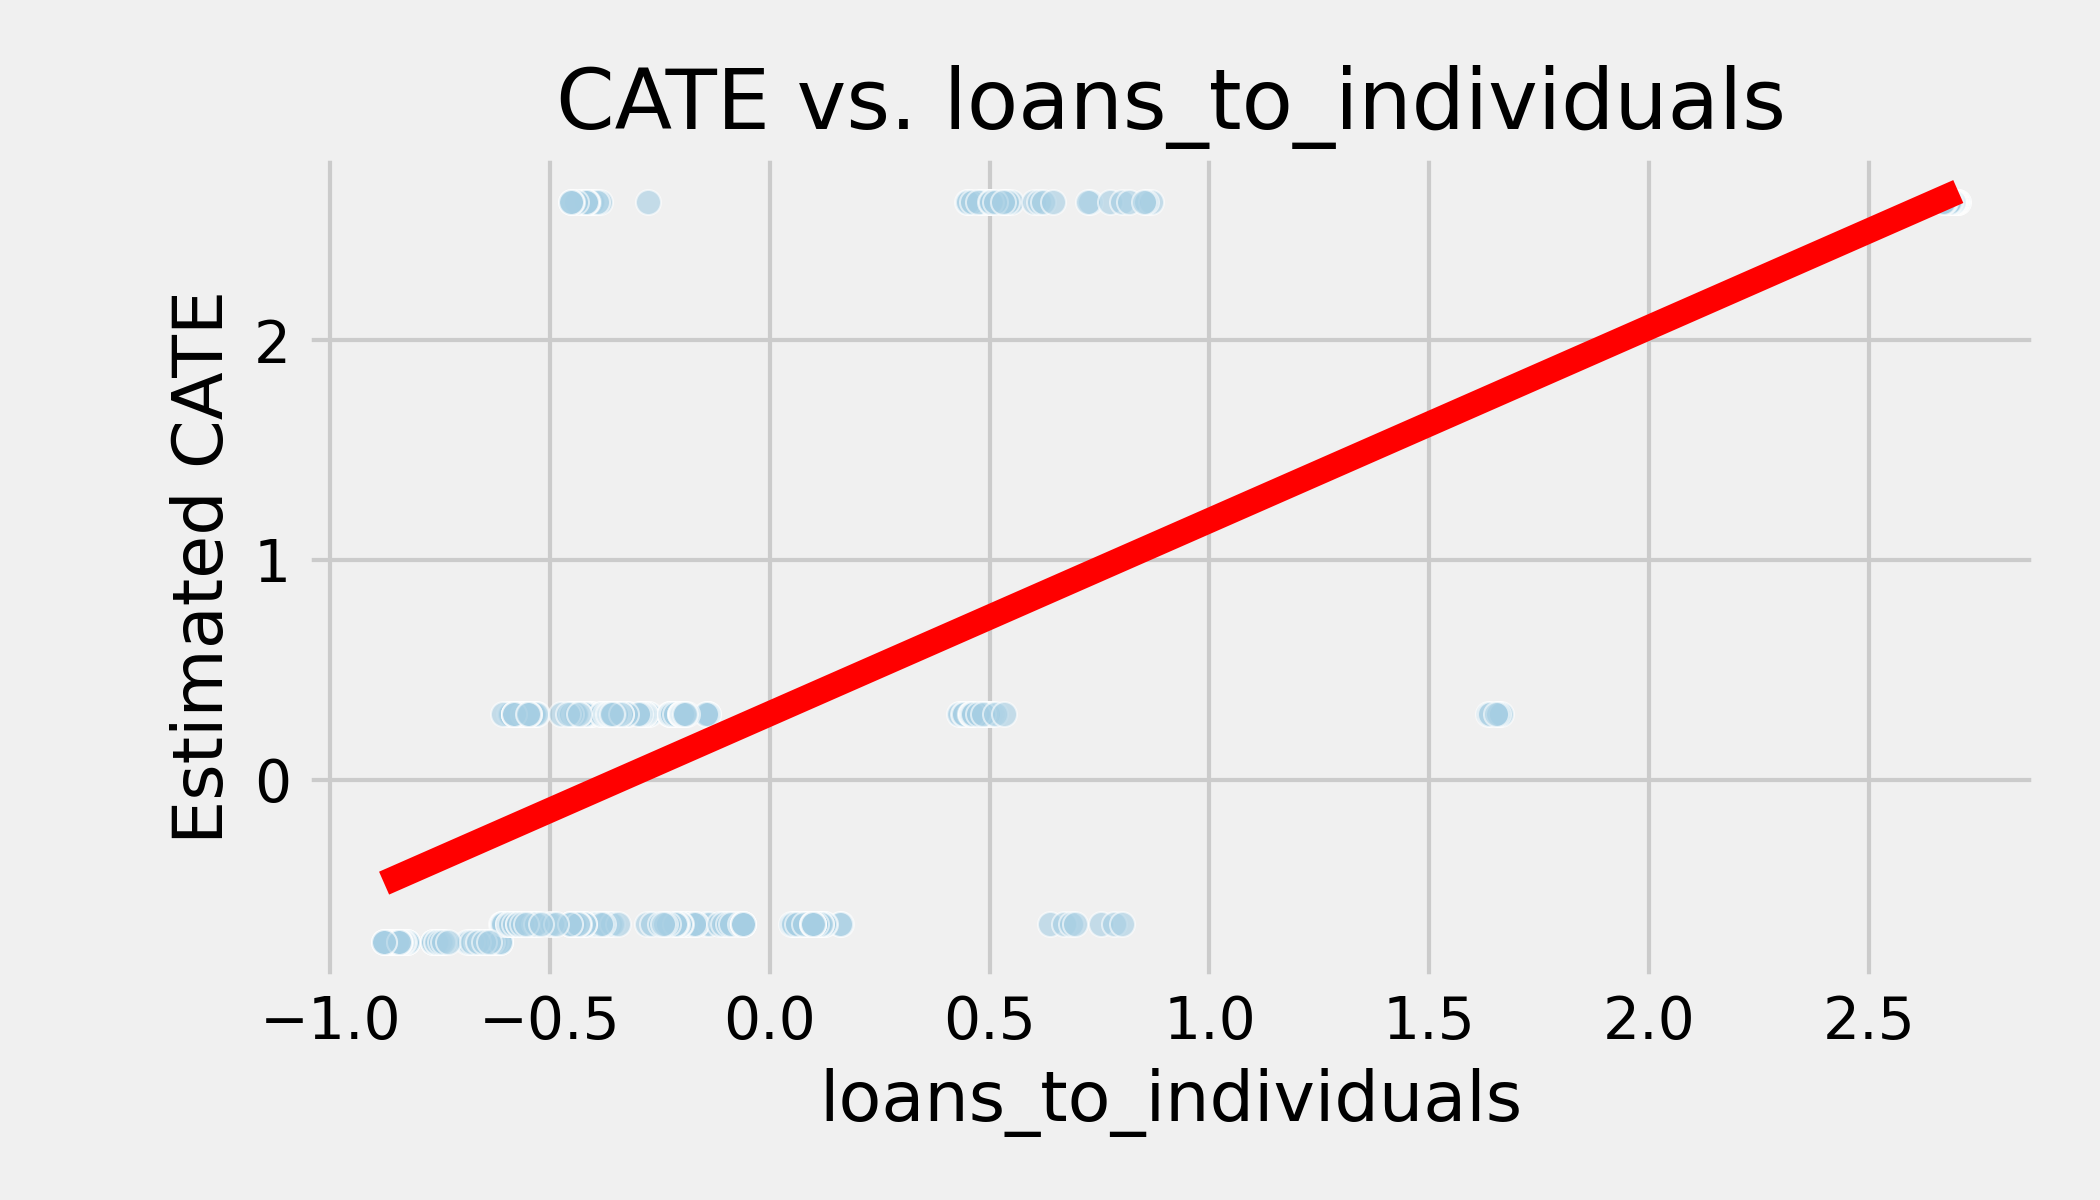 CATE vs. loans_to_individuals
Estimated CATE
2
1
0
−1.0 −0.5 0.0 0.5 1.0 1.5 2.0 2.5
loans_to_individuals